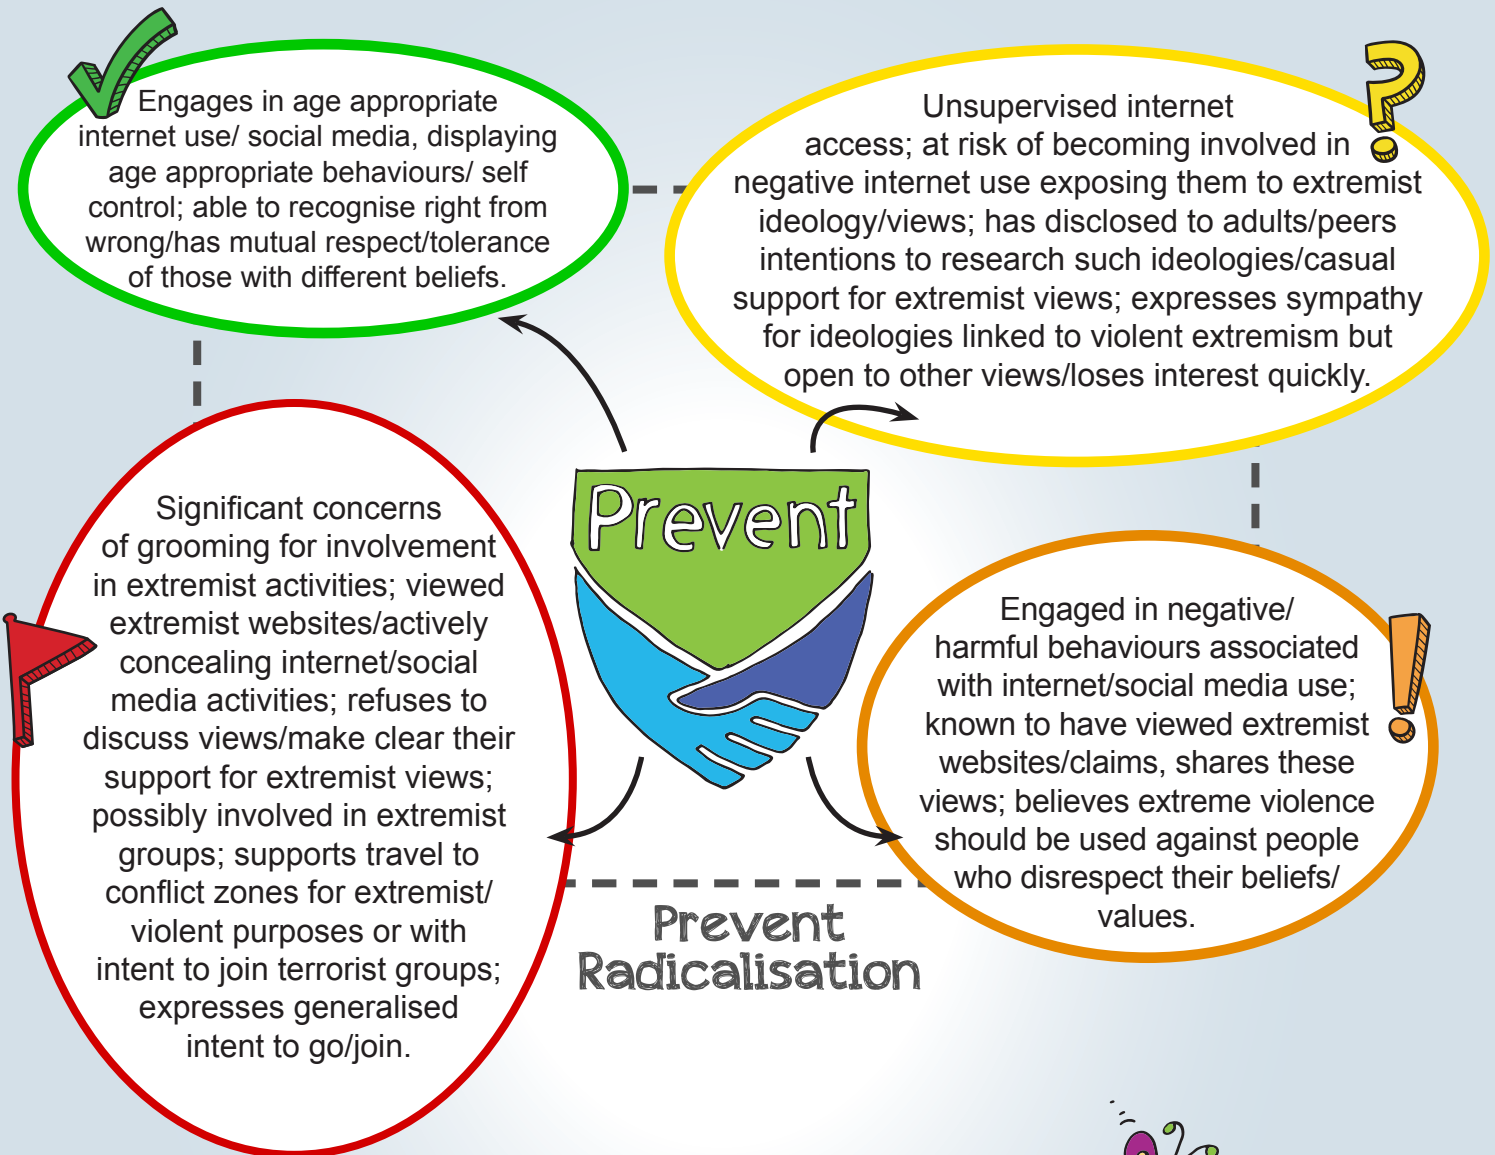 Engages in age appropriate
internet use/ social media, displaying
age appropriate behaviours/ self
control; able to recognise right from
wrong/has mutual respect/tolerance
of those with different beliefs.
Unsupervised internet
access; at risk of becoming involved in
negative internet use exposing them to extremist
ideology/views; has disclosed to adults/peers
intentions to research such ideologies/casual
support for extremist views; expresses sympathy
for ideologies linked to violent extremism but
open to other views/loses interest quickly.
Prevent
Significant concerns
of grooming for involvement
in extremist activities; viewed
extremist websites/actively
concealing internet/social
media activities; refuses to
discuss views/make clear their
support for extremist views;
possibly involved in extremist
groups; supports travel to
conflict zones for extremist/
violent purposes or with
intent to join terrorist groups;
expresses generalised
intent to go/join.
Engaged in negative/
harmful behaviours associated
with internet/social media use;
known to have viewed extremist
websites/claims, shares these
views; believes extreme violence
should be used against people
who disrespect their beliefs/
values.
Prevent
Radicalisation